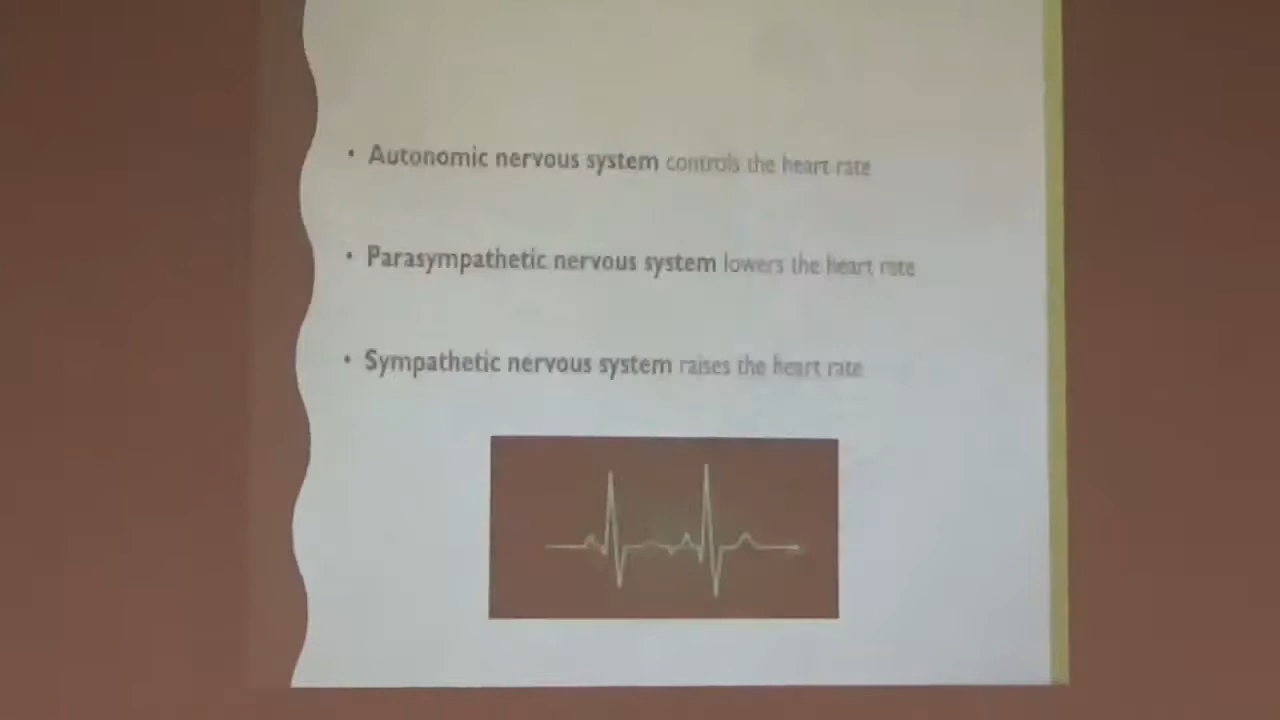 • Autonomic nervous system controls the heart rate
• Parasympathetic nervous system lowers the heart rate
• Sympathetic nervous system raises the heart rate